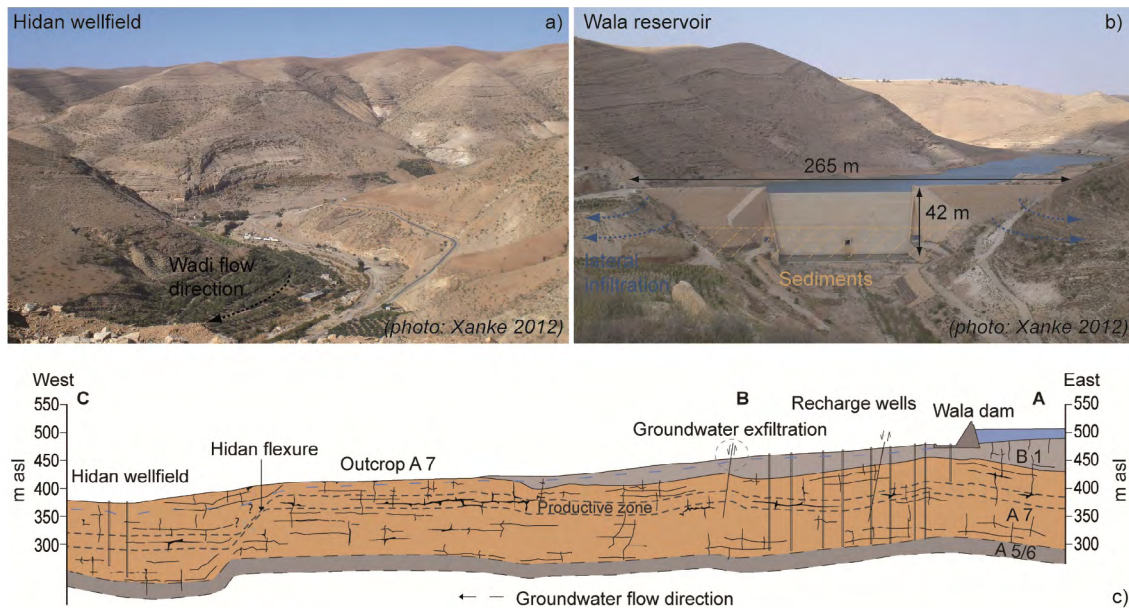 Hidan wellfield
a)
Wadi flow
direction
(photo: Xanke 2012)
Wala reservoir
b)
265 m
42 m
lateral
infiltration
Sediments
(photo: Xanke 2012)
West
East
C
B
A
Recharge wells
Wala dam
Groundwater exfiltration
Hidan flexure
Outcrop A 7
Hidan wellfield
Productive zone
B 1
A 7
A 5/6
m asl
550
500
450
400
350
300
550
500
450
400
350
300
m asl
Groundwater flow direction
c)